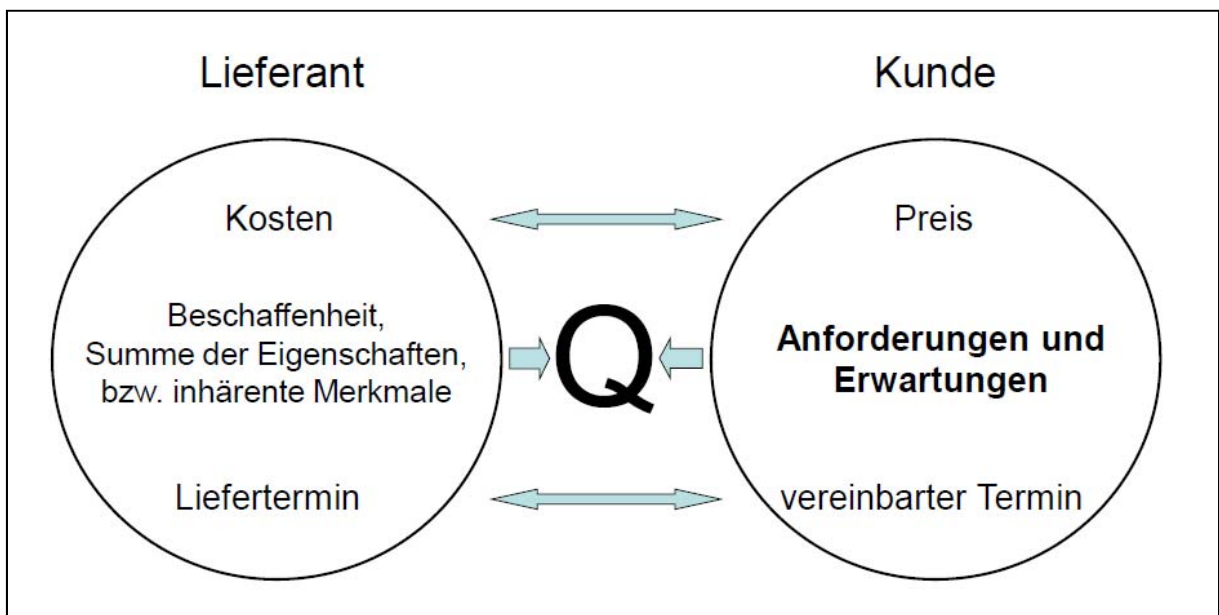 Lieferant
Kunde
Kosten
Preis
Beschaffenheit,
Summe der Eigenschaften,
bzw. inhärente Merkmale
Q
Anforderungen und
Erwartungen
Liefertermin
vereinbarter Termin